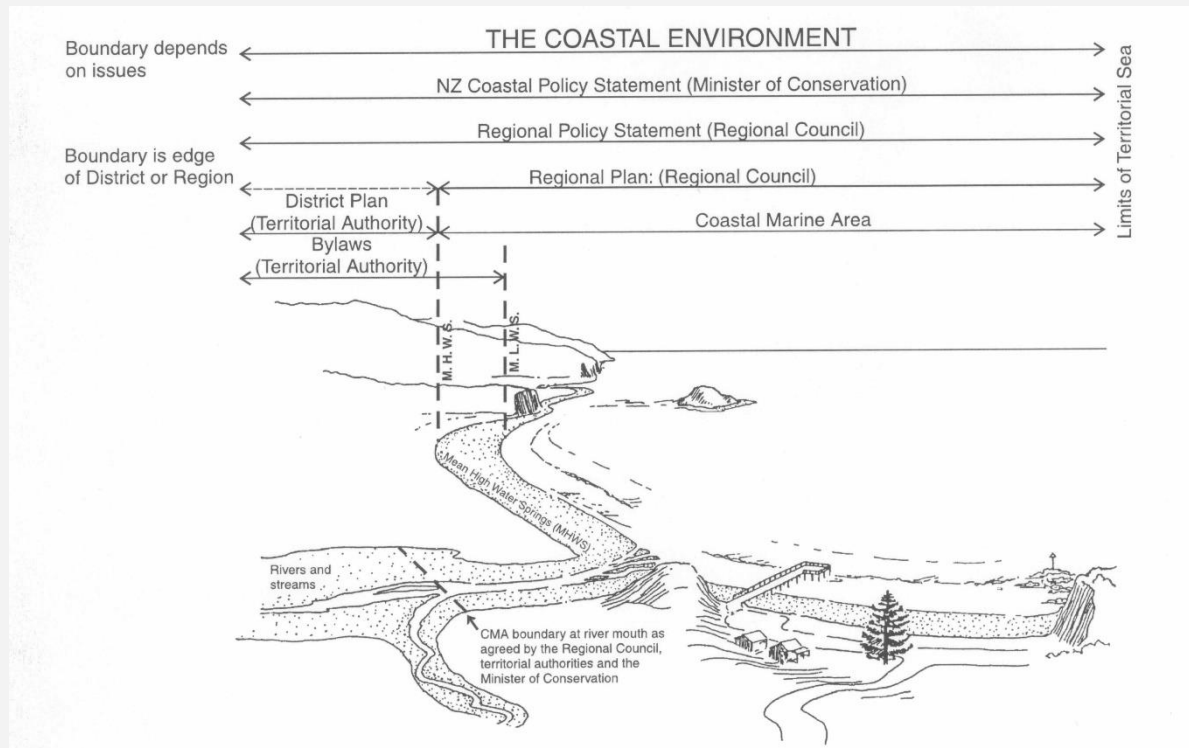 THE COASTAL ENVIRONMENT
Boundary depends
on issues
NZ Coastal Policy Statement (Minister of Conservation)
Regional Policy Statement (Regional Council)
Boundary is edge
of District or Region
Regional Plan: (Regional Council)
District Plan
(Territorial Authority)
Coastal Marine Area
Bylaws
(Territorial Authority)
Limits of Territorial Sea
M. H. W. S.
M. L. W. S.
Mean High Water Springs (MHWS)
Rivers and
streams
CMA boundary at river mouth as
agreed by the Regional Council,
territorial authorities and the
Minister of Conservation